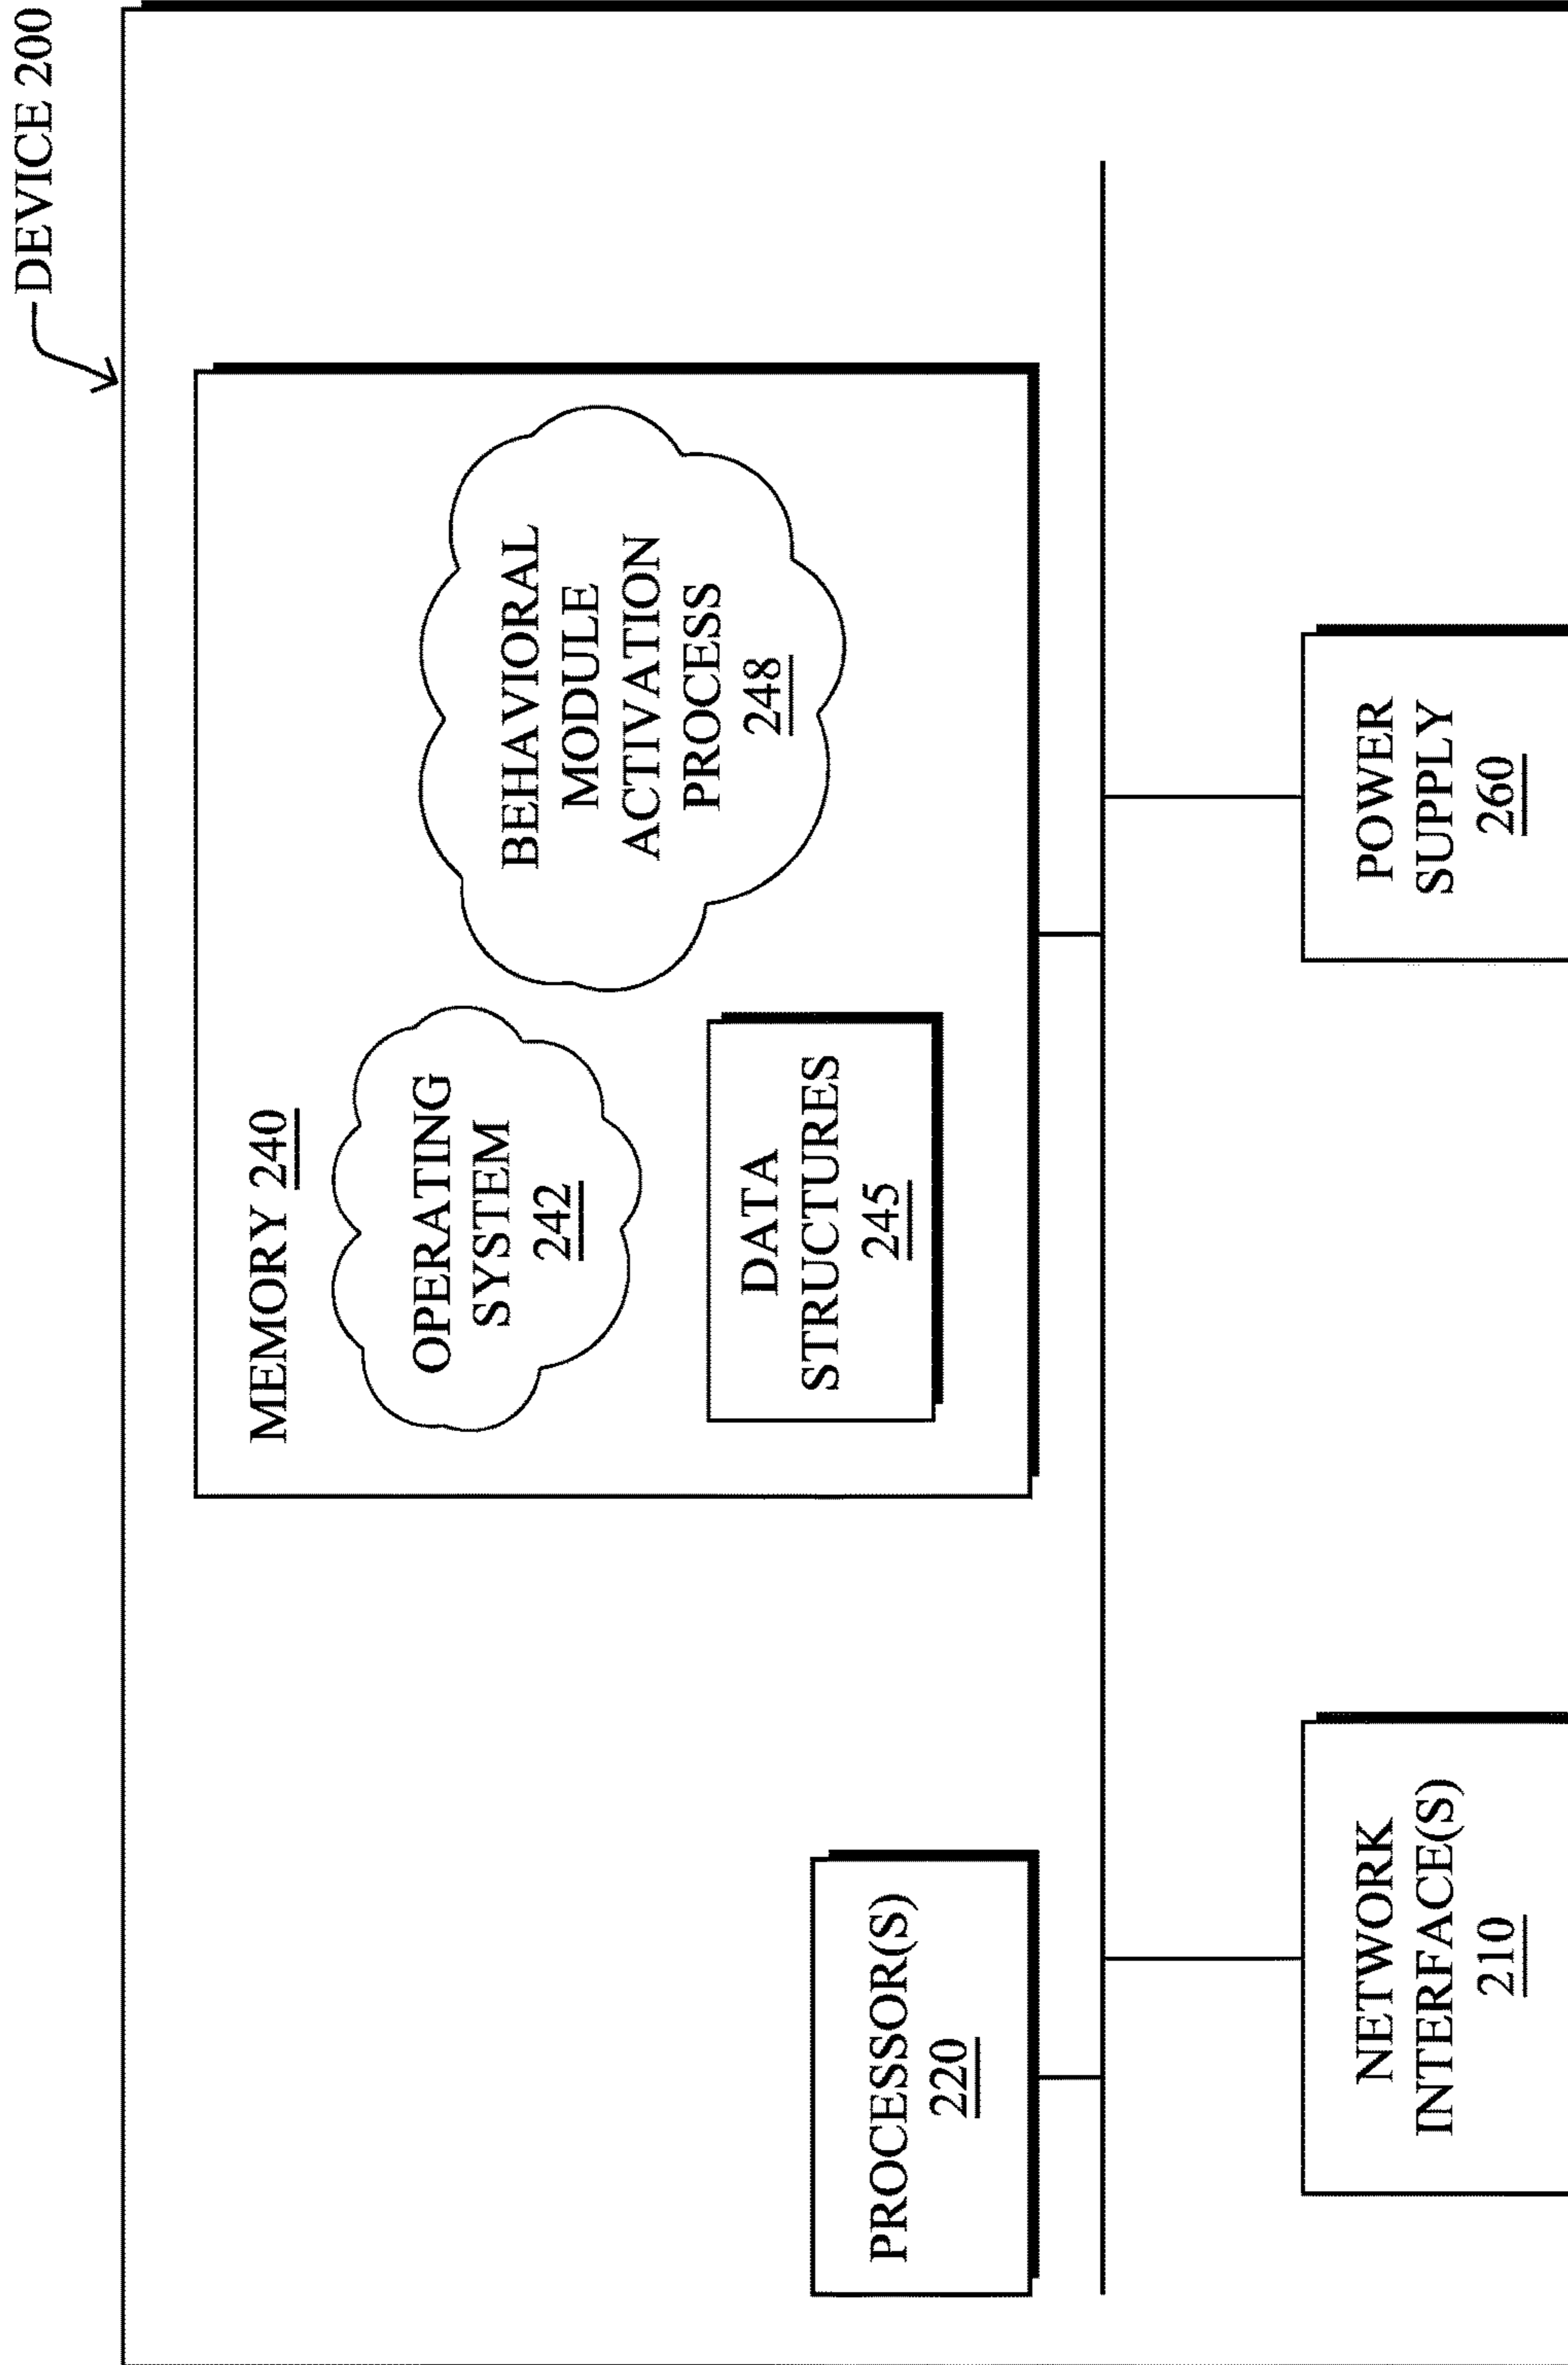 DEVICE 200
MEMORY 240
OPERATING
SYSTEM
242
DATA
STRUCTURES
245
BEHAVIORAL
MODULE
ACTIVATION
PROCESS
248
PROCESSOR(S)
220
NETWORK
INTERFACE(S)
210
POWER
SUPPLY
260